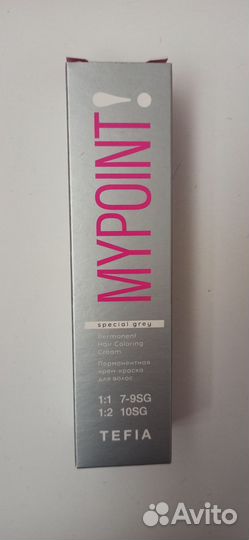 MYPOINT!
special grey
Permanent
Hair Coloring
Cream
Перманентная
крем-краска
для волос
1:1 7-9SG
1:2 10SG
TEFIA
Avito